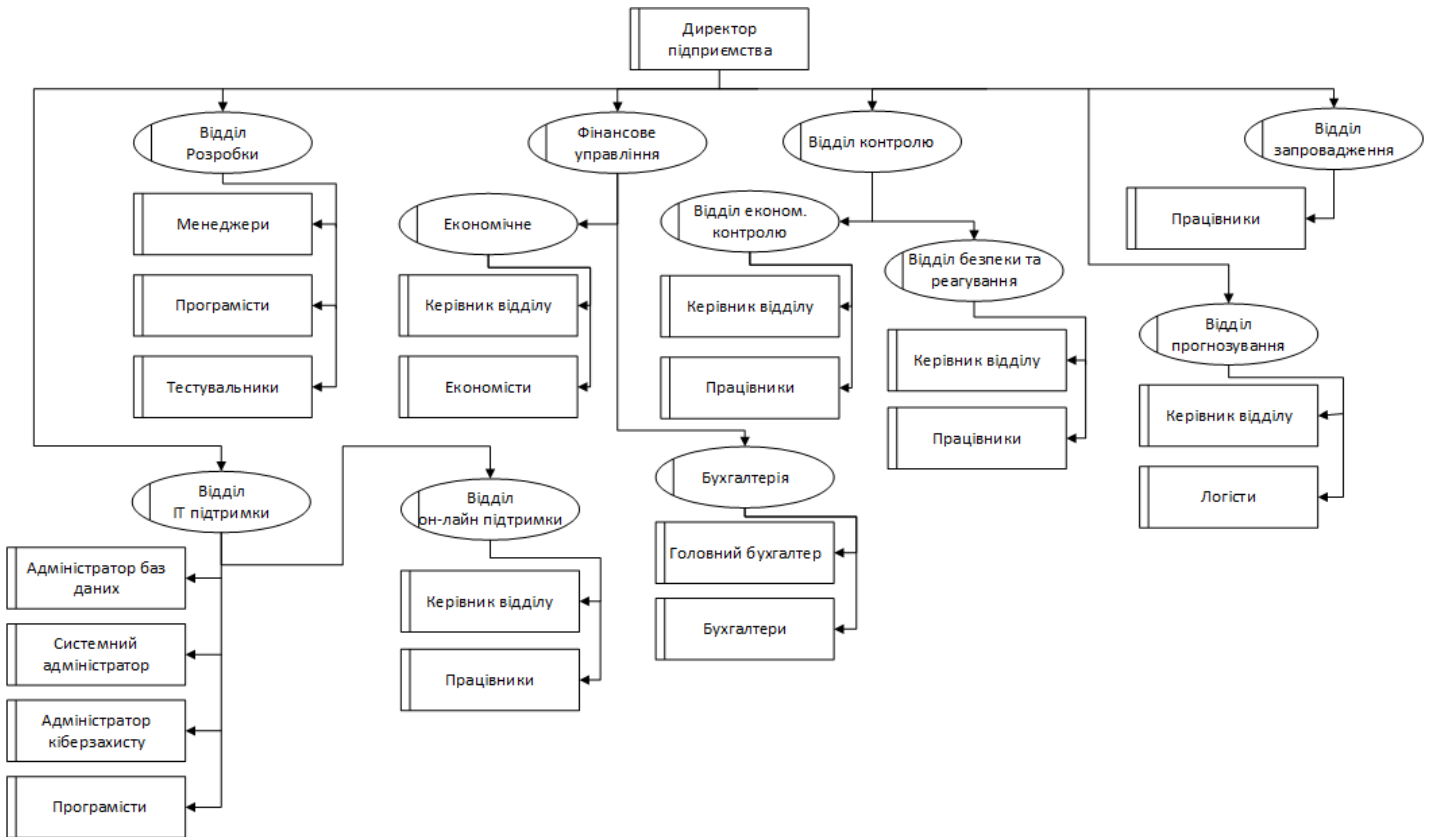 Директор
підприємства
Відділ
Розробки
Фінансове
управління
Відділ контролю
Відділ
запровадження
Менеджери
Економічне
Відділ економ.
контролю
Працівники
Відділ безпеки та
реагування
Програмісти
Керівник відділу
Керівник відділу
Відділ
прогнозування
Керівник відділу
Тестувальники
Економісти
Працівники
Керівник відділу
Працівники
Відділ
ІТ підтримки
Відділ
он-лайн підтримки
Бухгалтерія
Логісти
Головний бухгалтер
Адміністратор баз
даних
Керівник відділу
Бухгалтери
Системний
адміністратор
Працівники
Адміністратор
кіберзахисту
Програмісти